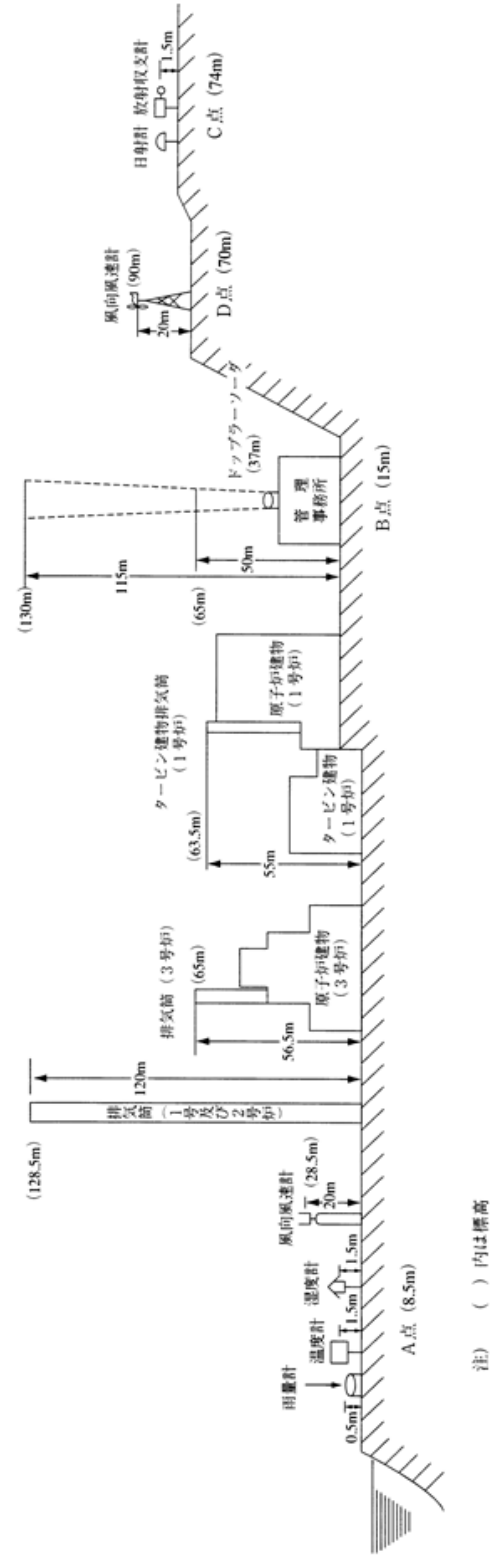 雨量計
0.5m
温度計
1.5m
湿度計
1.5m
風向風速計
(28.5m)
20m
A点 (8.5m)
(128.5m)
排気筒
(1号及び2号炉)
120m
排気筒 (3号炉)
(65m)
56.5m
原子炉建物
(3号炉)
タービン建物排気筒
(1号炉)
(63.5m)
55m
タービン建物
(1号炉)
原子炉建物
(1号炉)
(130m)
115m
(65m)
50m
ドップラーソーダ
(37m)
管理
事務所
B点 (15m)
風向風速計
(90m)
20m
D点 (70m)
日射計
放射収支計
1.5m
C点 (74m)
注) ( ) 内は標高